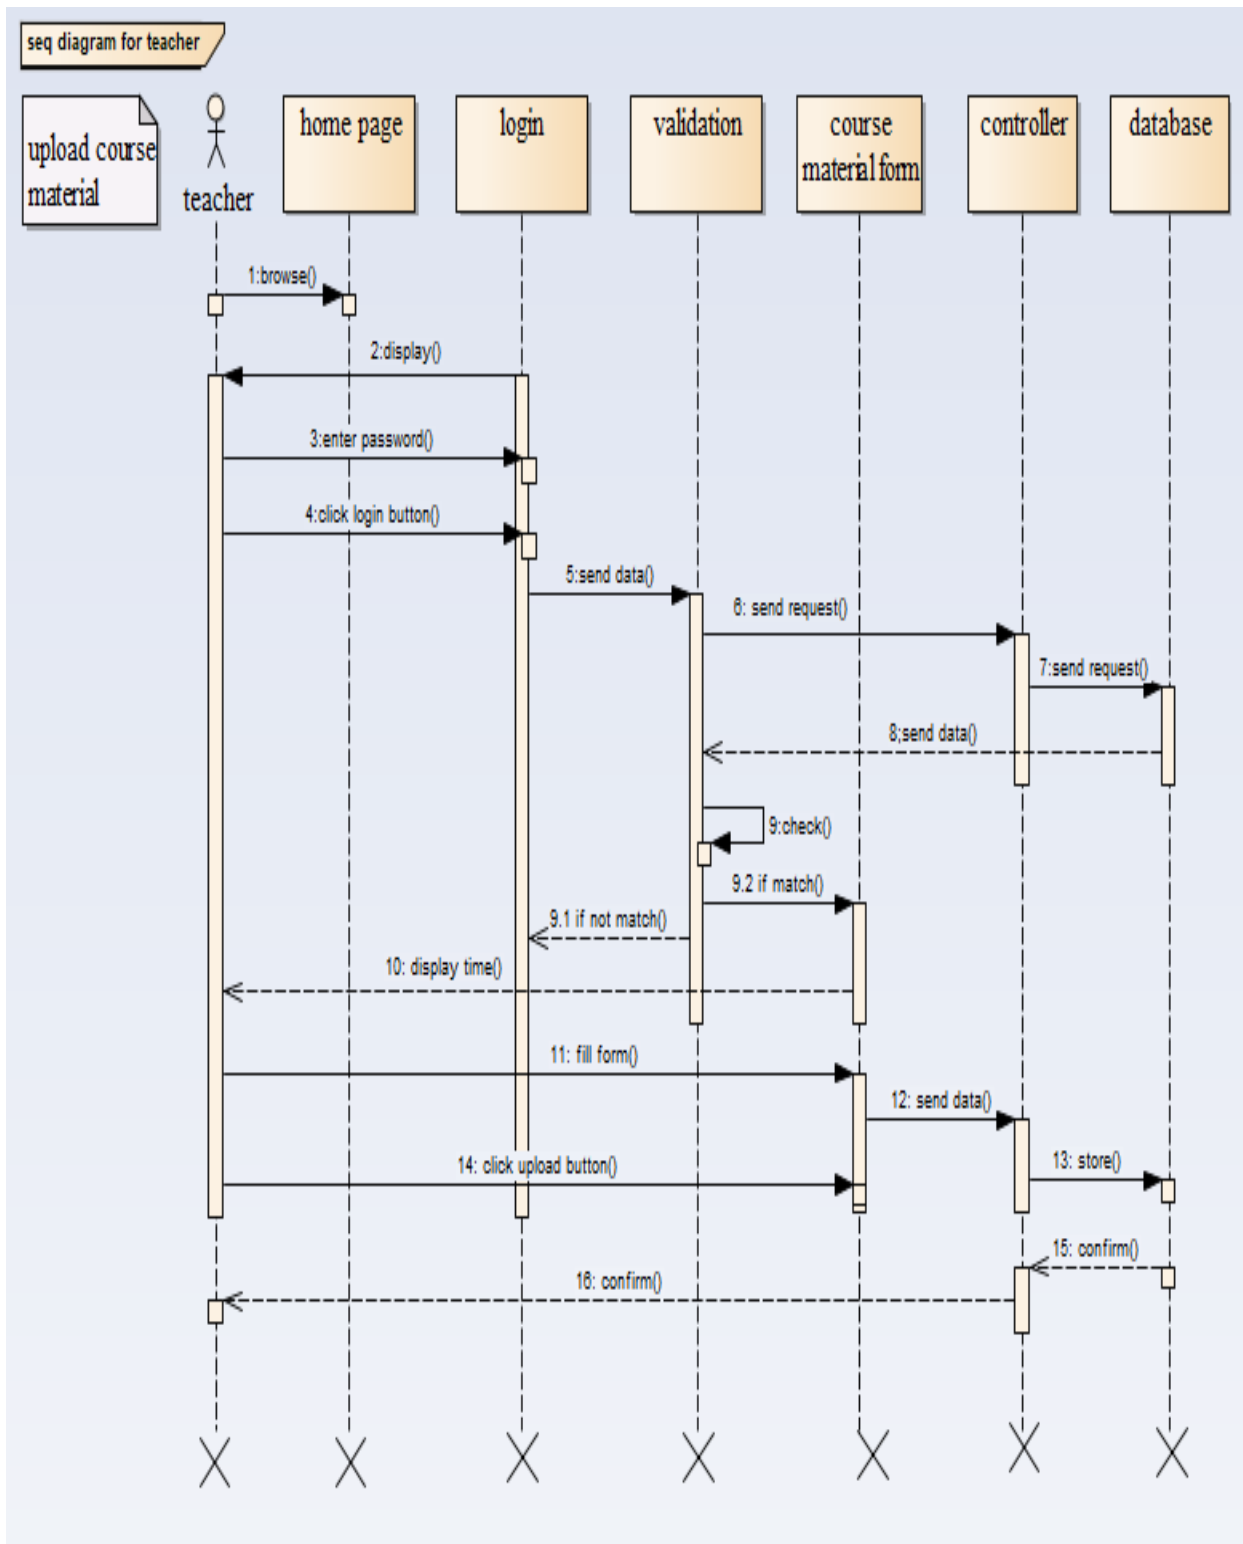 seq diagram for teacher
upload course
material
teacher
home page
login
validation
course
material form
controller
database
1:browse()
2:display()
3:enter password()
4:click login button()
5:send data()
6: send request()
7:send request()
8;send data()
9:check()
9.2 if match()
9.1 if not match()
10: display time()
11: fill form()
12: send data()
13: store()
14: click upload button()
15: confirm()
16: confirm()